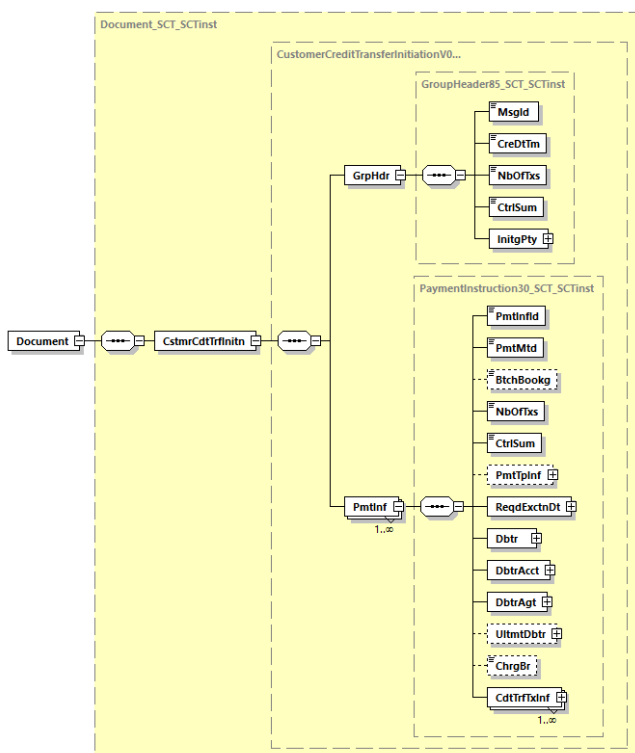 Document_SCT_SCTinst
CustomerCreditTransferInitiationV0...
GroupHeader85_SCT_SCTinst
MsgId
CreDtTm
GrpHdr
NbOfTxs
CtrlSum
InitgPty
PaymentInstruction30_SCT_SCTinst
PmtInfId
Document
CstmrCdtTrfInitn
PmtMtd
BtchBookg
NbOfTxs
CtrlSum
PmtTpInf
PmtInf
1..∞
ReqdExctnDt
Dbtr
DbtrAcct
DbtrAgt
UltmtDbtr
ChrgBr
CdtTrfTxInf
1..∞